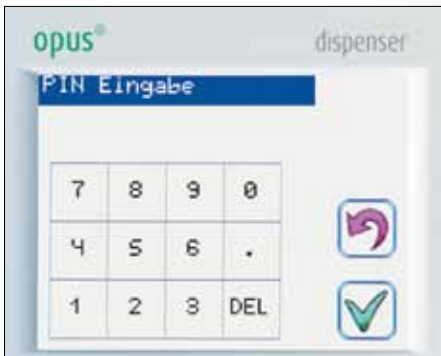 opus® dispenser
PIN Eingabe
7 8 9 0
4 5 6 .
1 2 3 DEL